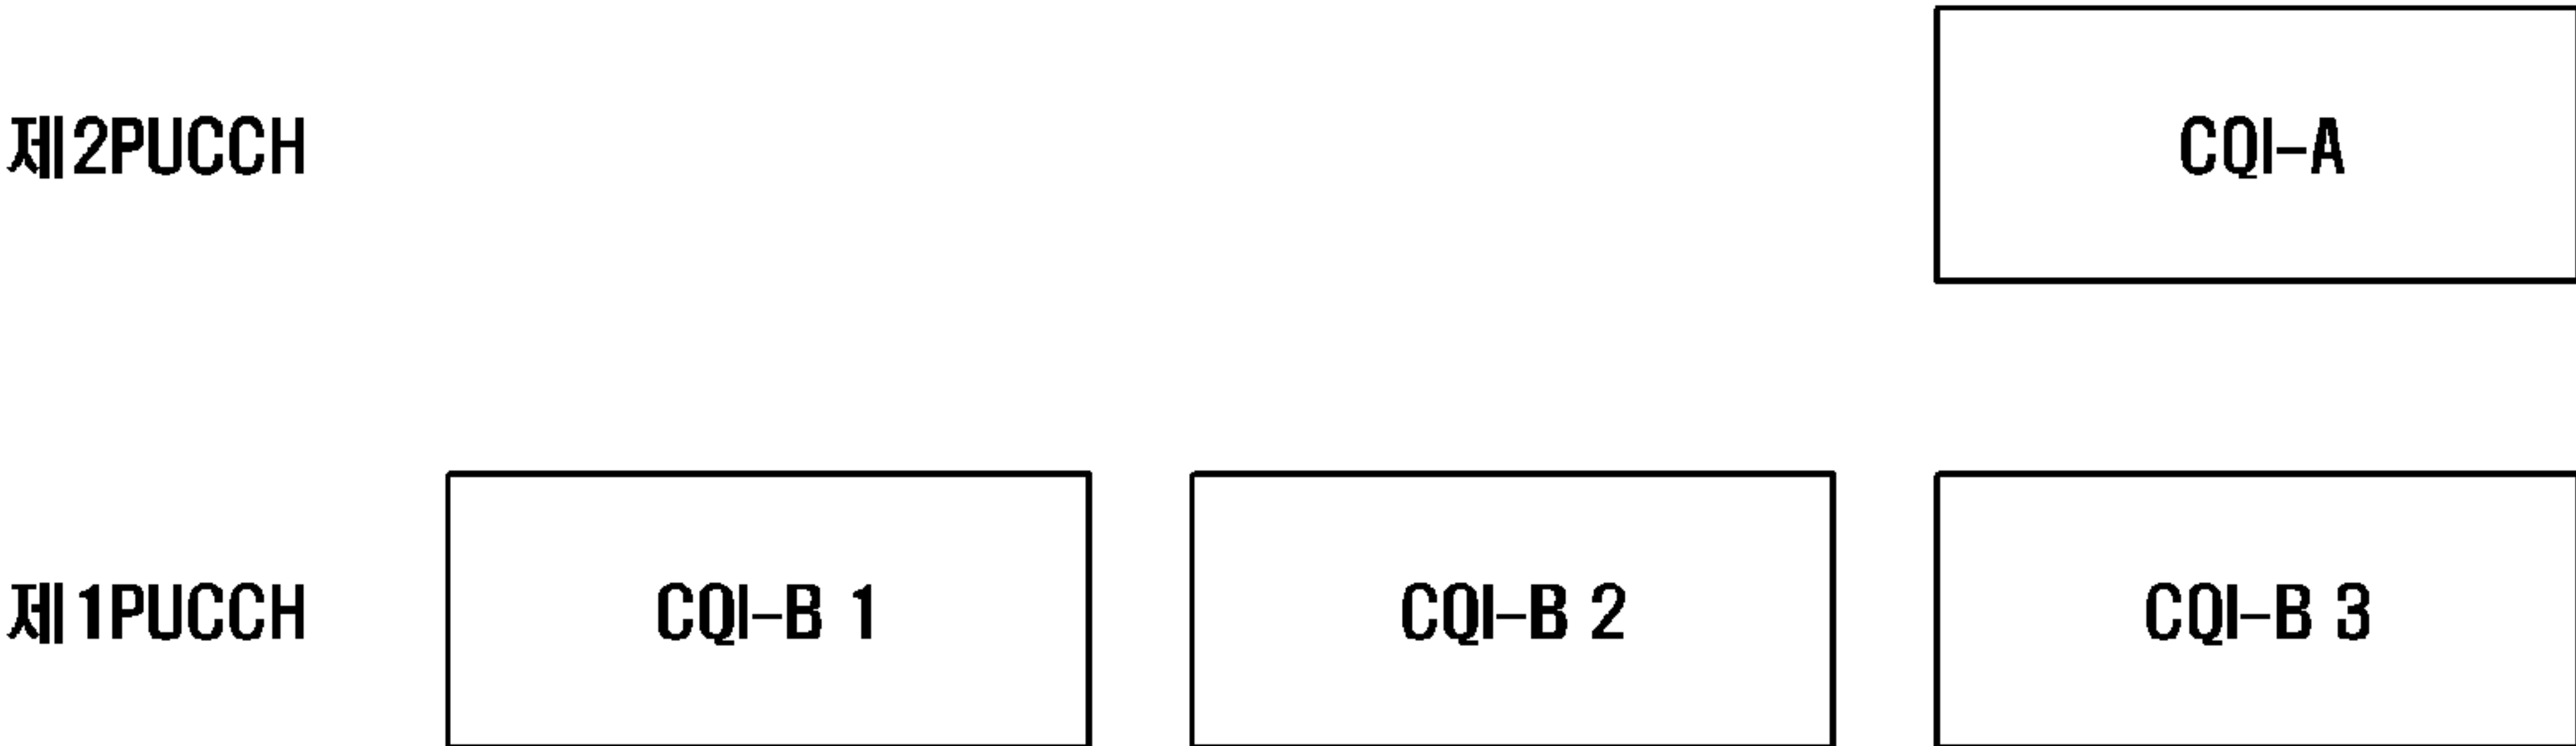 제2PUCCH CQI-A
제1PUCCH CQI-B 1 CQI-B 2 CQI-B 3